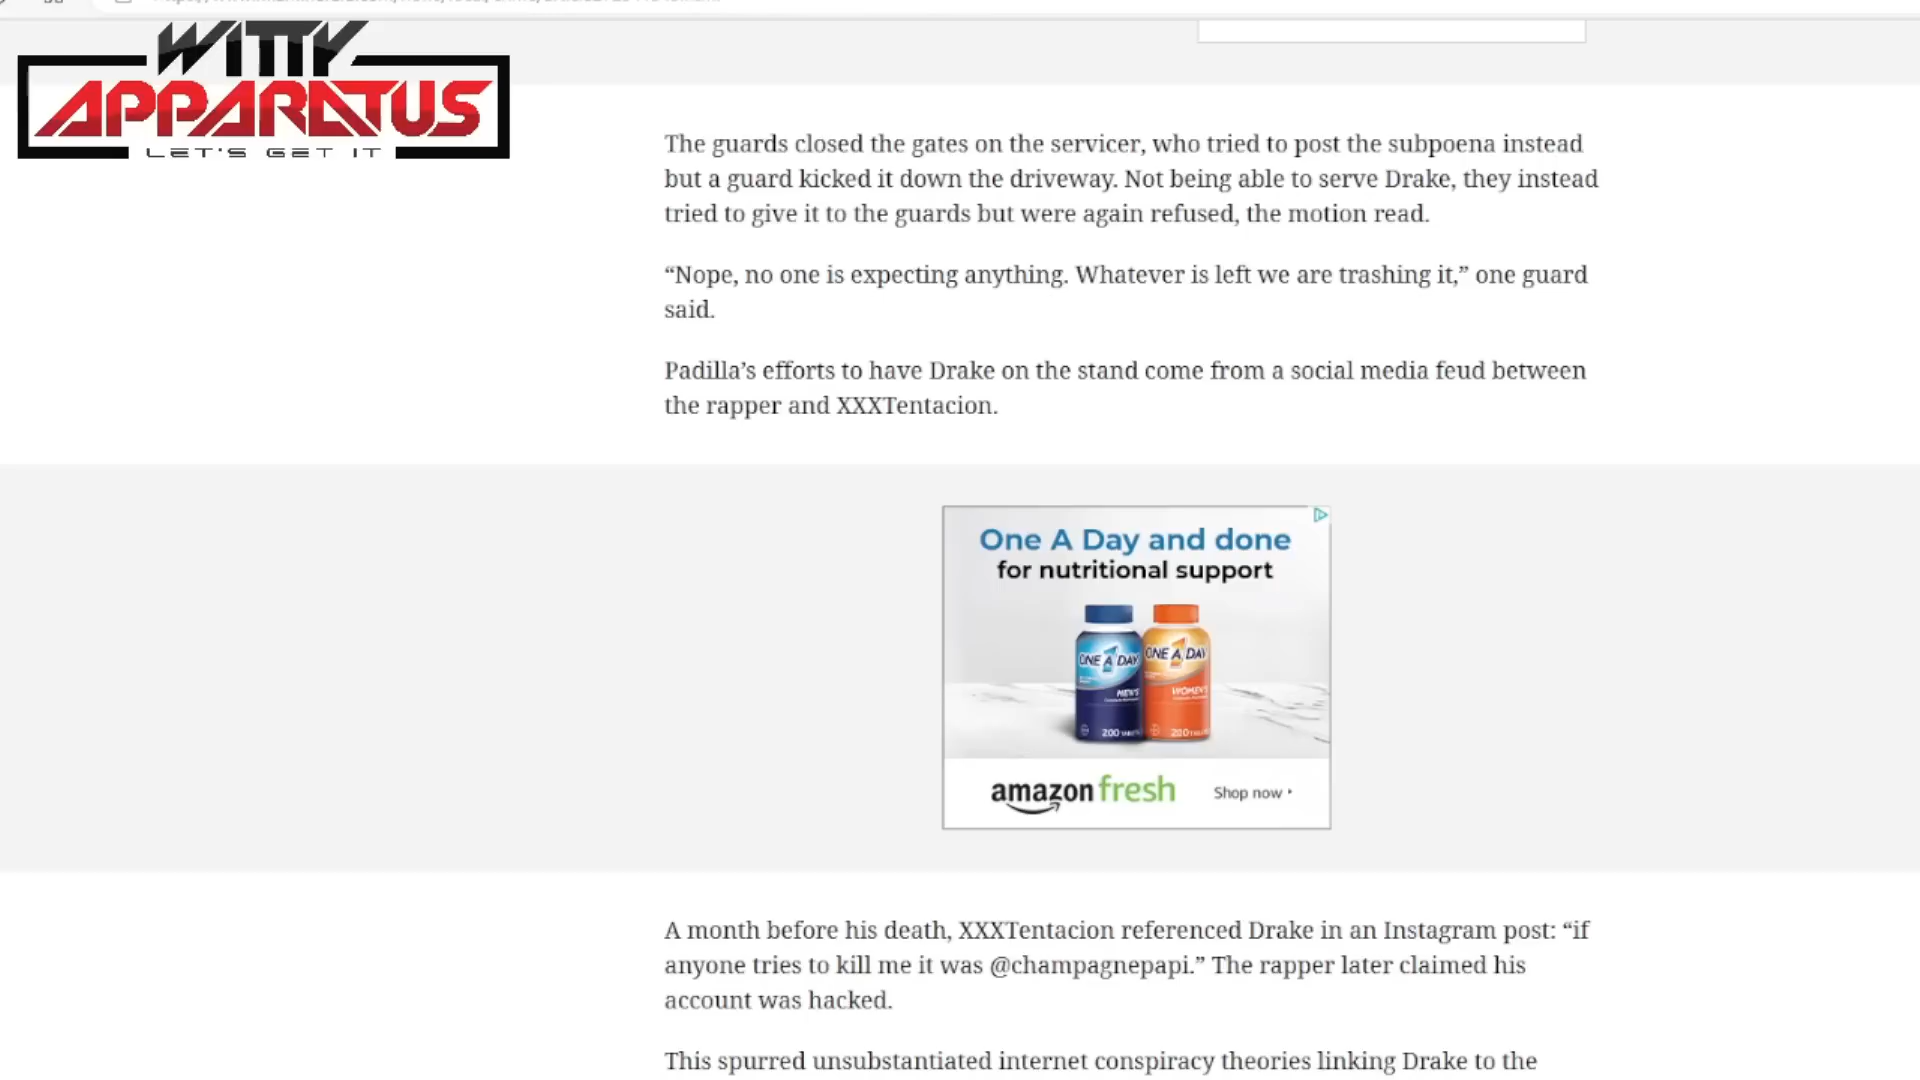 WITTY
APPARATUS
LET'S GET IT
The guards closed the gates on the servicer, who tried to post the subpoena instead
but a guard kicked it down the driveway. Not being able to serve Drake, they instead
tried to give it to the guards but were again refused, the motion read.
“Nope, no one is expecting anything. Whatever is left we are trashing it,” one guard
said.
Padilla’s efforts to have Drake on the stand come from a social media feud between
the rapper and XXXTentacion.
One A Day and done
for nutritional support
ONE A DAY ONE A DAY
MEN'S WOMEN'S
200 TABLETS 200 TABLETS
amazon fresh Shop now
A month before his death, XXXTentacion referenced Drake in an Instagram post: “if
anyone tries to kill me it was @champagnepapi.” The rapper later claimed his
account was hacked.
This spurred unsubstantiated internet conspiracy theories linking Drake to the